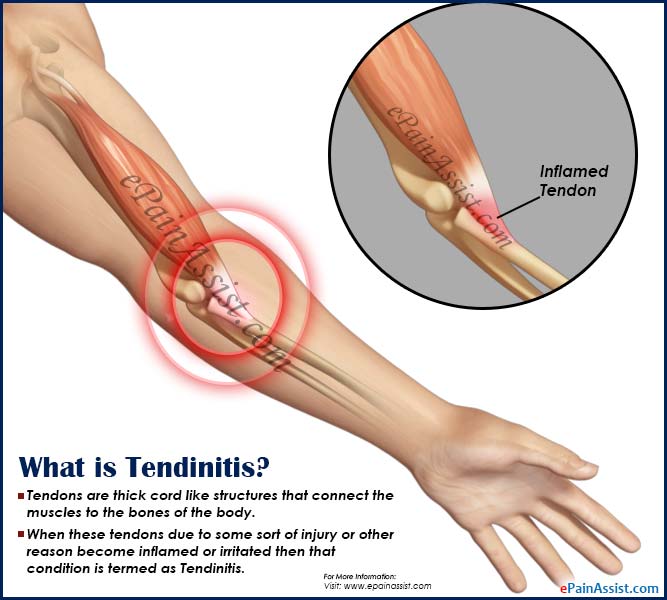 Inflamed
Tendon
ePainAssist.com
ePainAssist.com
What is Tendinitis?
Tendons are thick cord like structures that connect the
muscles to the bones of the body.
When these tendons due to some sort of injury or other
reason become inflamed or irritated then that
condition is termed as Tendinitis.
For More Information:
Visit: www.epainassist.com
ePainAssist.com